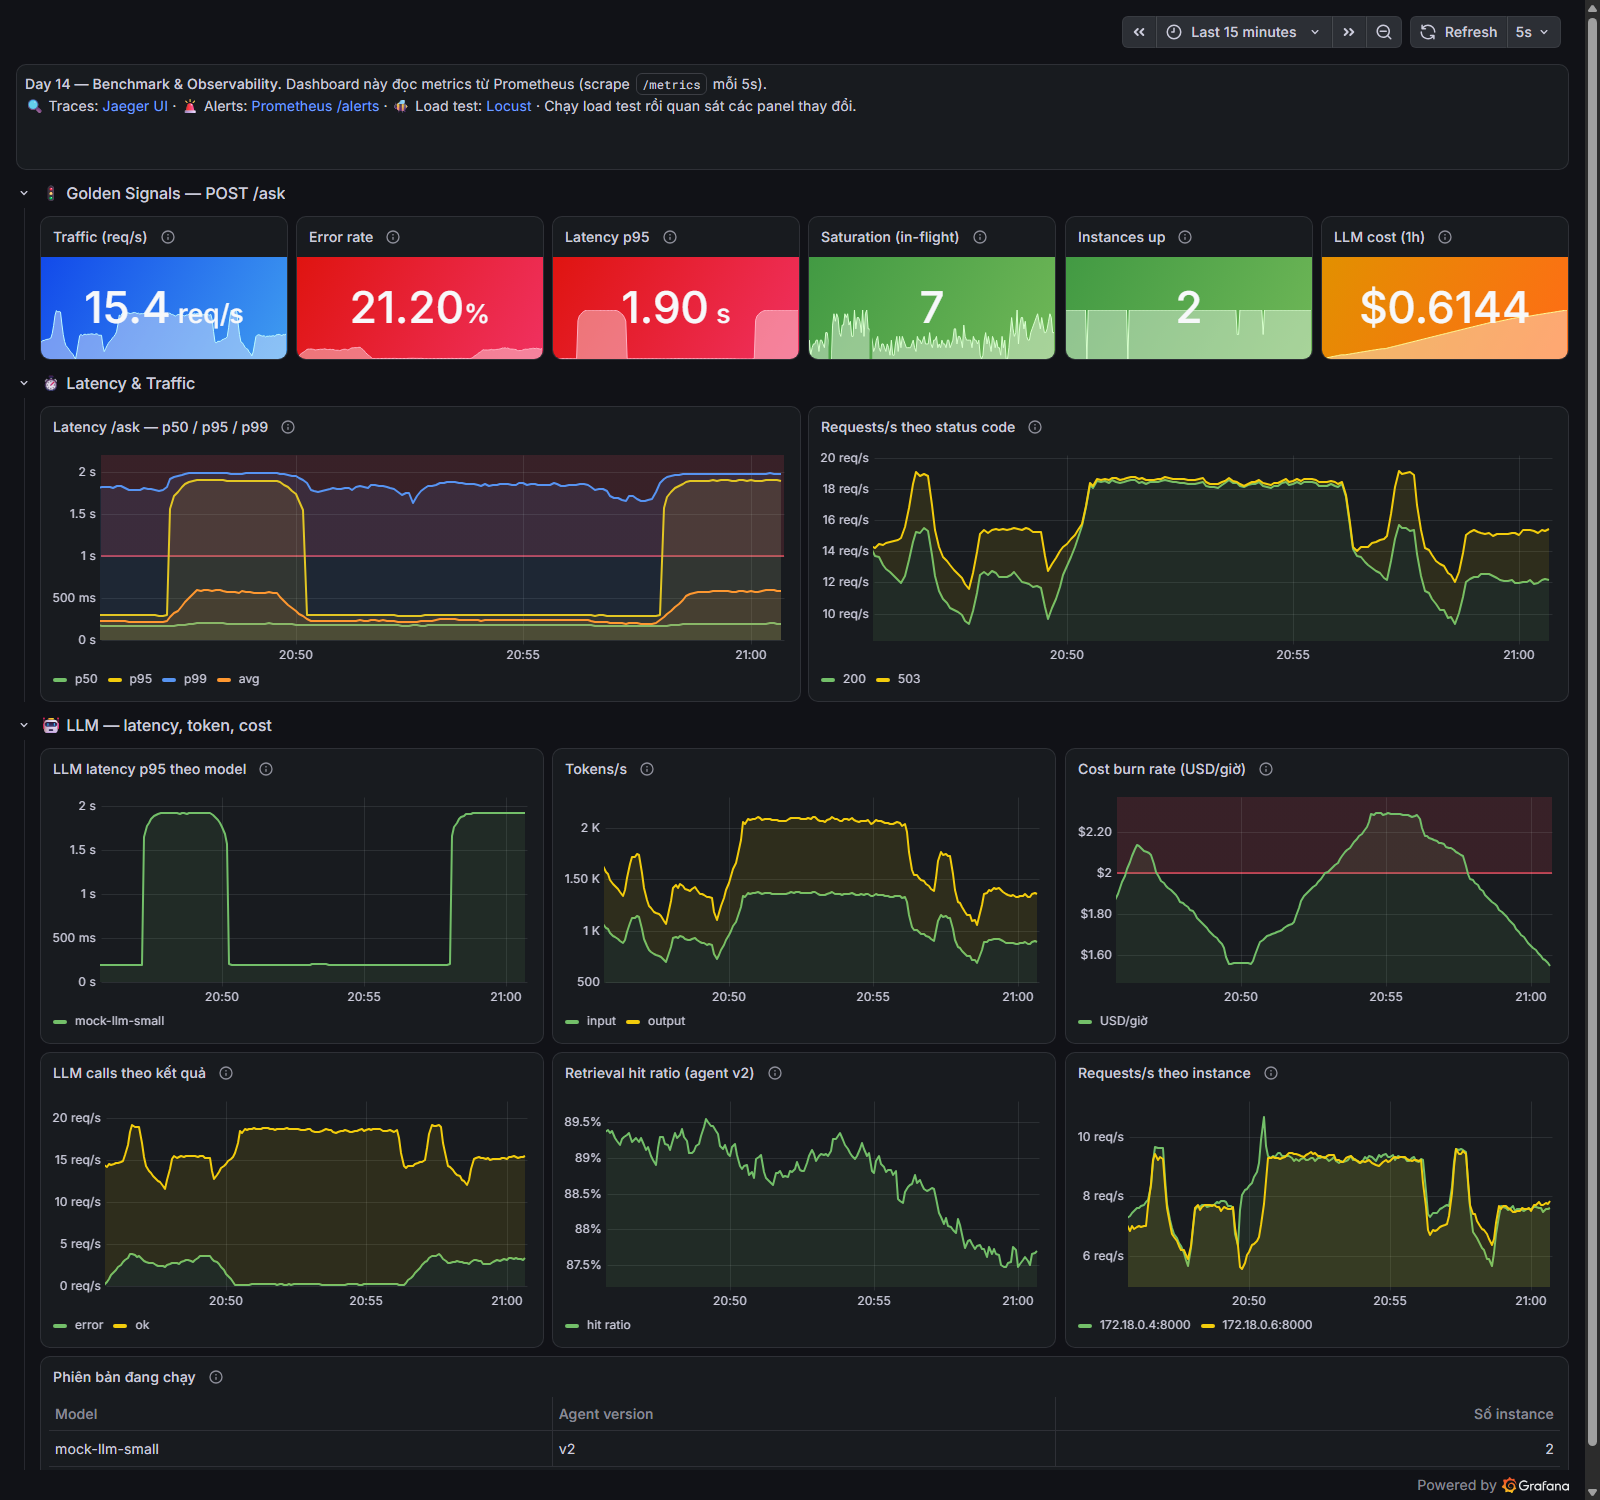 Last 15 minutes
Refresh
5s
Day 14 — Benchmark & Observability. Dashboard này đọc metrics từ Prometheus (scrape /metrics mỗi 5s).
🔍 Traces: Jaeger UI · 🚨 Alerts: Prometheus /alerts · 🐝 Load test: Locust · Chạy load test rồi quan sát các panel thay đổi.
🚦 Golden Signals — POST /ask
Traffic (req/s)
15.4 req/s
Error rate
21.20%
Latency p95
1.90 s
Saturation (in-flight)
7
Instances up
2
LLM cost (1h)
$0.6144
⏱️ Latency & Traffic
Latency /ask — p50 / p95 / p99
2 s
1.5 s
1 s
500 ms
0 s
20:50 20:55 21:00
p50 p95 p99 avg
Requests/s theo status code
20 req/s
18 req/s
16 req/s
14 req/s
12 req/s
10 req/s
20:50 20:55 21:00
200 503
🤖 LLM — latency, token, cost
LLM latency p95 theo model
2 s
1.5 s
1 s
500 ms
0 s
20:50 20:55 21:00
mock-llm-small
Tokens/s
2 K
1.50 K
1 K
500
20:50 20:55 21:00
input output
Cost burn rate (USD/giờ)
$2.20
$2
$1.80
$1.60
20:50 20:55 21:00
USD/giờ
LLM calls theo kết quả
20 req/s
15 req/s
10 req/s
5 req/s
0 req/s
20:50 20:55 21:00
error ok
Retrieval hit ratio (agent v2)
89.5%
89%
88.5%
88%
87.5%
20:50 20:55 21:00
hit ratio
Requests/s theo instance
10 req/s
8 req/s
6 req/s
20:50 20:55 21:00
172.18.0.4:8000 172.18.0.6:8000
Phiên bản đang chạy
Model Agent version Số instance
mock-llm-small v2 2
Powered by Grafana